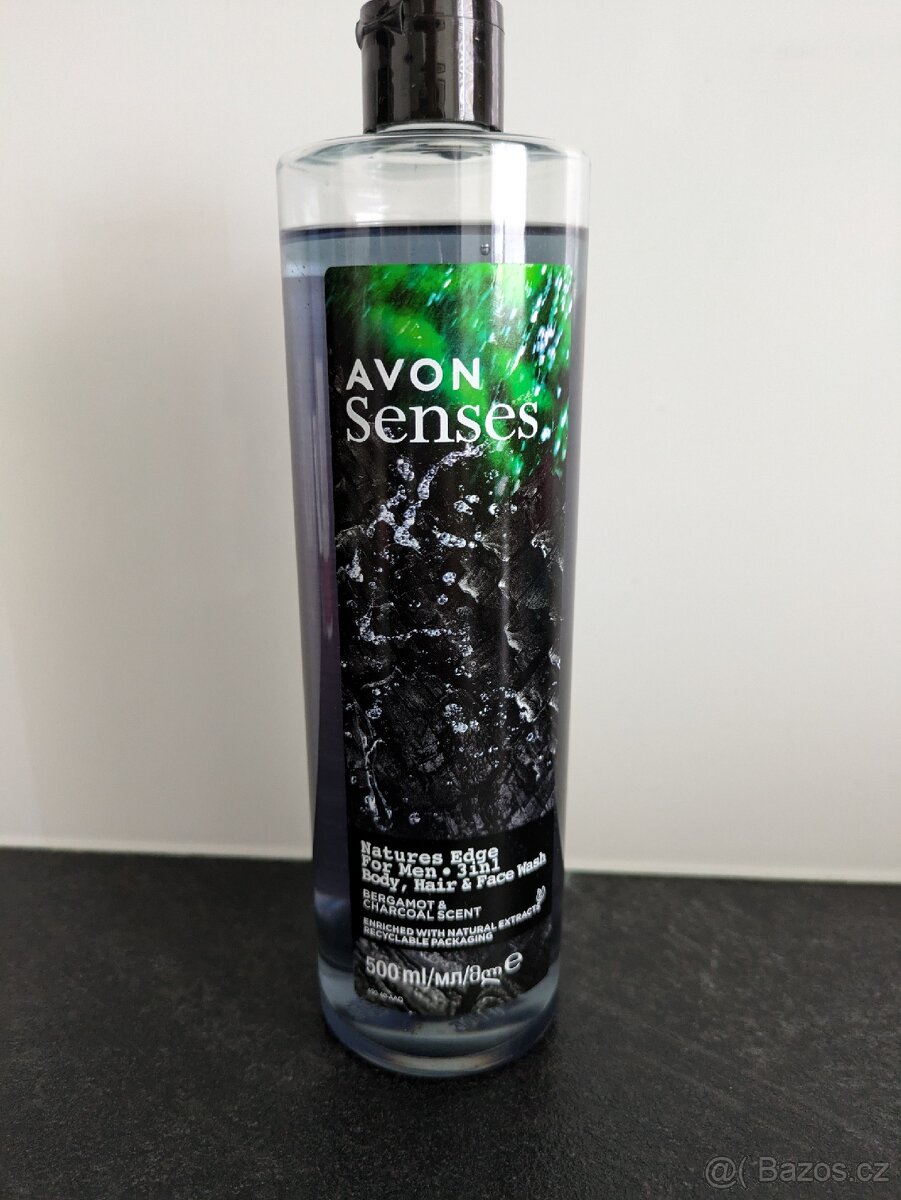 AVON
Senses
Natures Edge
For Men • 3in1
Body, Hair & Face Wash
BERGAMOT &
CHARCOAL SCENT
ENRICHED WITH NATURAL EXTRACTS
RECYCLABLE PACKAGING
500 ml/мл/მლ e
@( Bazos.cz